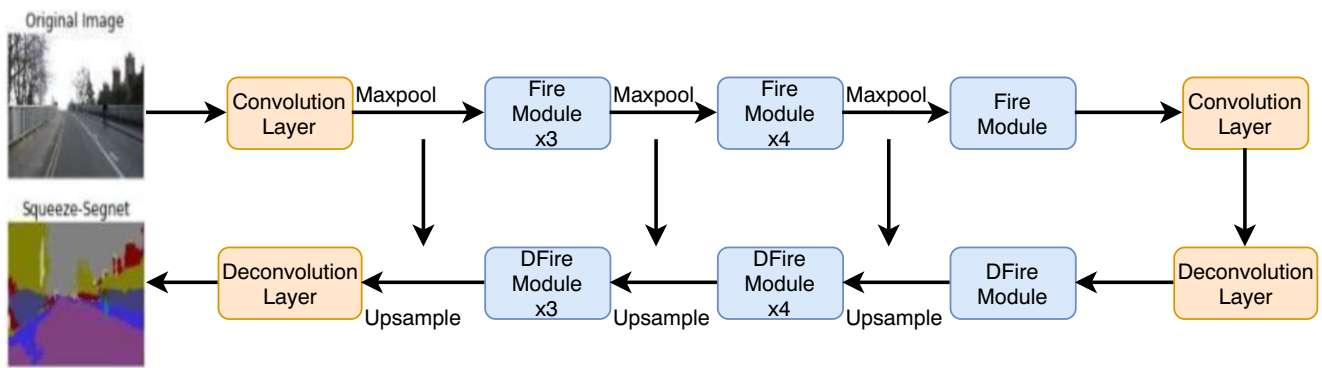 Original Image
Convolution
Layer
Maxpool
Fire
Module
x3
Maxpool
Fire
Module
x4
Maxpool
Fire
Module
Convolution
Layer
Squeeze-Segnet
Deconvolution
Layer
Upsample
DFire
Module
x3
Upsample
DFire
Module
x4
Upsample
DFire
Module
Deconvolution
Layer